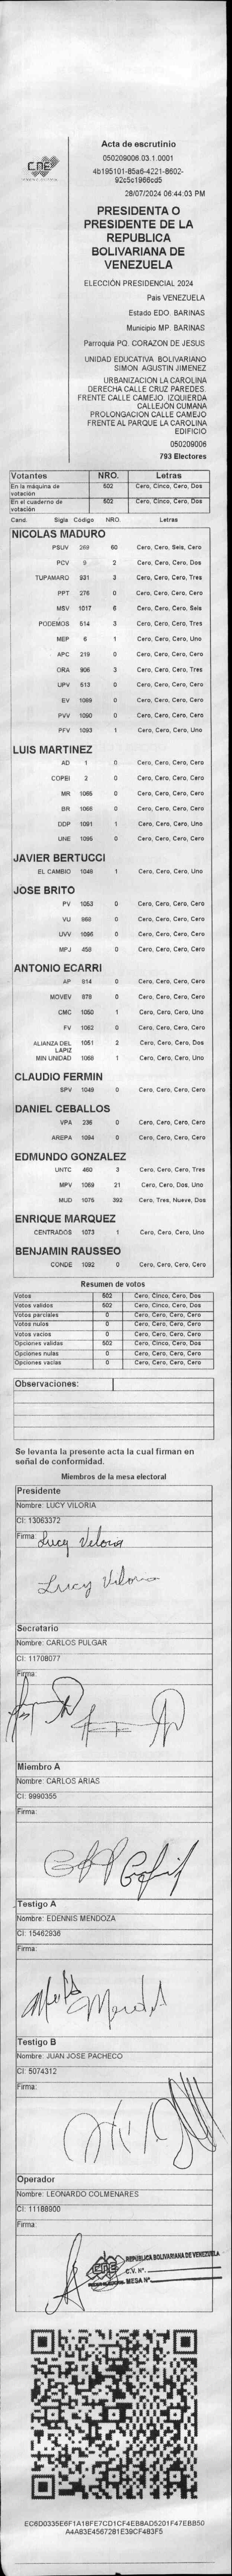 CNE
Acta de escrutinio
050209006.03.1.0001
4b195101-85a6-4221-8602-
92c5c1966cd5
28/07/2024 06:44:03 PM
PRESIDENTA O
PRESIDENTE DE LA
REPUBLICA
BOLIVARIANA DE
VENEZUELA
ELECCIÓN PRESIDENCIAL 2024
Pais VENEZUELA
Estado EDO. BARINAS
Municipio MP. BARINAS
Parroquia PQ. CORAZON DE JESUS
UNIDAD EDUCATIVA BOLIVARIANO
SIMON AGUSTIN JIMENEZ
URBANIZACION LA CAROLINA
DERECHA CALLE CRUZ PAREDES.
FRENTE CALLE CAMEJO. IZQUIERDA
CALLEJÓN CUMANA
PROLONGACION CALLE CAMEJO
FRENTE AL PARQUE LA CAROLINA
EDIFICIO
050209006
793 Electores
Votantes NRO. Letras
En la máquina de votación 502 Cero, Cinco, Cero, Dos
En el cuaderno de votación 502 Cero, Cinco, Cero, Dos
Cand. Sigla Código NRO. Letras
NICOLAS MADURO
PSUV 269 60 Cero, Cero, Seis, Cero
PCV 9 2 Cero, Cero, Cero, Dos
TUPAMARO 931 3 Cero, Cero, Cero, Tres
PPT 276 0 Cero, Cero, Cero, Cero
MSV 1017 6 Cero, Cero, Cero, Seis
PODEMOS 514 3 Cero, Cero, Cero, Tres
MEP 6 1 Cero, Cero, Cero, Uno
APC 219 0 Cero, Cero, Cero, Cero
ORA 906 3 Cero, Cero, Cero, Tres
UPV 513 0 Cero, Cero, Cero, Cero
EV 1089 0 Cero, Cero, Cero, Cero
PVV 1090 0 Cero, Cero, Cero, Cero
PFV 1093 1 Cero, Cero, Cero, Uno
LUIS MARTINEZ
AD 1 0 Cero, Cero, Cero, Cero
COPEI 2 0 Cero, Cero, Cero, Cero
MR 1065 0 Cero, Cero, Cero, Cero
BR 1068 0 Cero, Cero, Cero, Cero
DDP 1091 1 Cero, Cero, Cero, Uno
UNE 1095 0 Cero, Cero, Cero, Cero
JAVIER BERTUCCI
EL CAMBIO 1048 1 Cero, Cero, Cero, Uno
JOSE BRITO
PV 1053 0 Cero, Cero, Cero, Cero
VU 868 0 Cero, Cero, Cero, Cero
UVV 1096 0 Cero, Cero, Cero, Cero
MPJ 450 0 Cero, Cero, Cero, Cero
ANTONIO ECARRI
AP 814 0 Cero, Cero, Cero, Cero
MOVEV 878 0 Cero, Cero, Cero, Cero
CMC 1050 1 Cero, Cero, Cero, Uno
FV 1062 0 Cero, Cero, Cero, Cero
ALIANZA DEL LAPIZ 1051 2 Cero, Cero, Cero, Dos
MIN UNIDAD 1058 1 Cero, Cero, Cero, Uno
CLAUDIO FERMIN
SPV 1049 0 Cero, Cero, Cero, Cero
DANIEL CEBALLOS
VPA 236 0 Cero, Cero, Cero, Cero
AREPA 1094 0 Cero, Cero, Cero, Cero
EDMUNDO GONZALEZ
UNTC 460 3 Cero, Cero, Cero, Tres
MPV 1069 21 Cero, Cero, Dos, Uno
MUD 1075 392 Cero, Tres, Nueve, Dos
ENRIQUE MARQUEZ
CENTRADOS 1073 1 Cero, Cero, Cero, Uno
BENJAMIN RAUSSEO
CONDE 1092 0 Cero, Cero, Cero, Cero
Resumen de votos
Votos 502 Cero, Cinco, Cero, Dos
Votos validos 502 Cero, Cinco, Cero, Dos
Votos parciales 0 Cero, Cero, Cero, Cero
Votos nulos 0 Cero, Cero, Cero, Cero
Votos vacios 0 Cero, Cero, Cero, Cero
Opciones validas 502 Cero, Cinco, Cero, Dos
Opciones nulas 0 Cero, Cero, Cero, Cero
Opciones vacias 0 Cero, Cero, Cero, Cero
Observaciones:
Se levanta la presente acta la cual firman en
señal de conformidad.
Miembros de la mesa electoral
Presidente
Nombre: LUCY VILORIA
CI: 13063372
Firma: Lucy Viloria
Lucy Viloria
Secretario
Nombre: CARLOS PULGAR
CI: 11708077
Firma:
Miembro A
Nombre: CARLOS ARIAS
CI: 9990355
Firma:
Testigo A
Nombre: EDENNIS MENDOZA
CI: 15462936
Firma:
Testigo B
Nombre: JUAN JOSE PACHECO
CI: 5074312
Firma:
Operador
Nombre: LEONARDO COLMENARES
CI: 11188900
Firma:
CNE
REPÚBLICA BOLIVARIANA DE VENEZUELA
C.V. Nº.
MESA Nº
EC6D0335E6F1A18FE7CD1CF4EB8AD5201F47EBB50
A4A83E4567281E39CF483F5